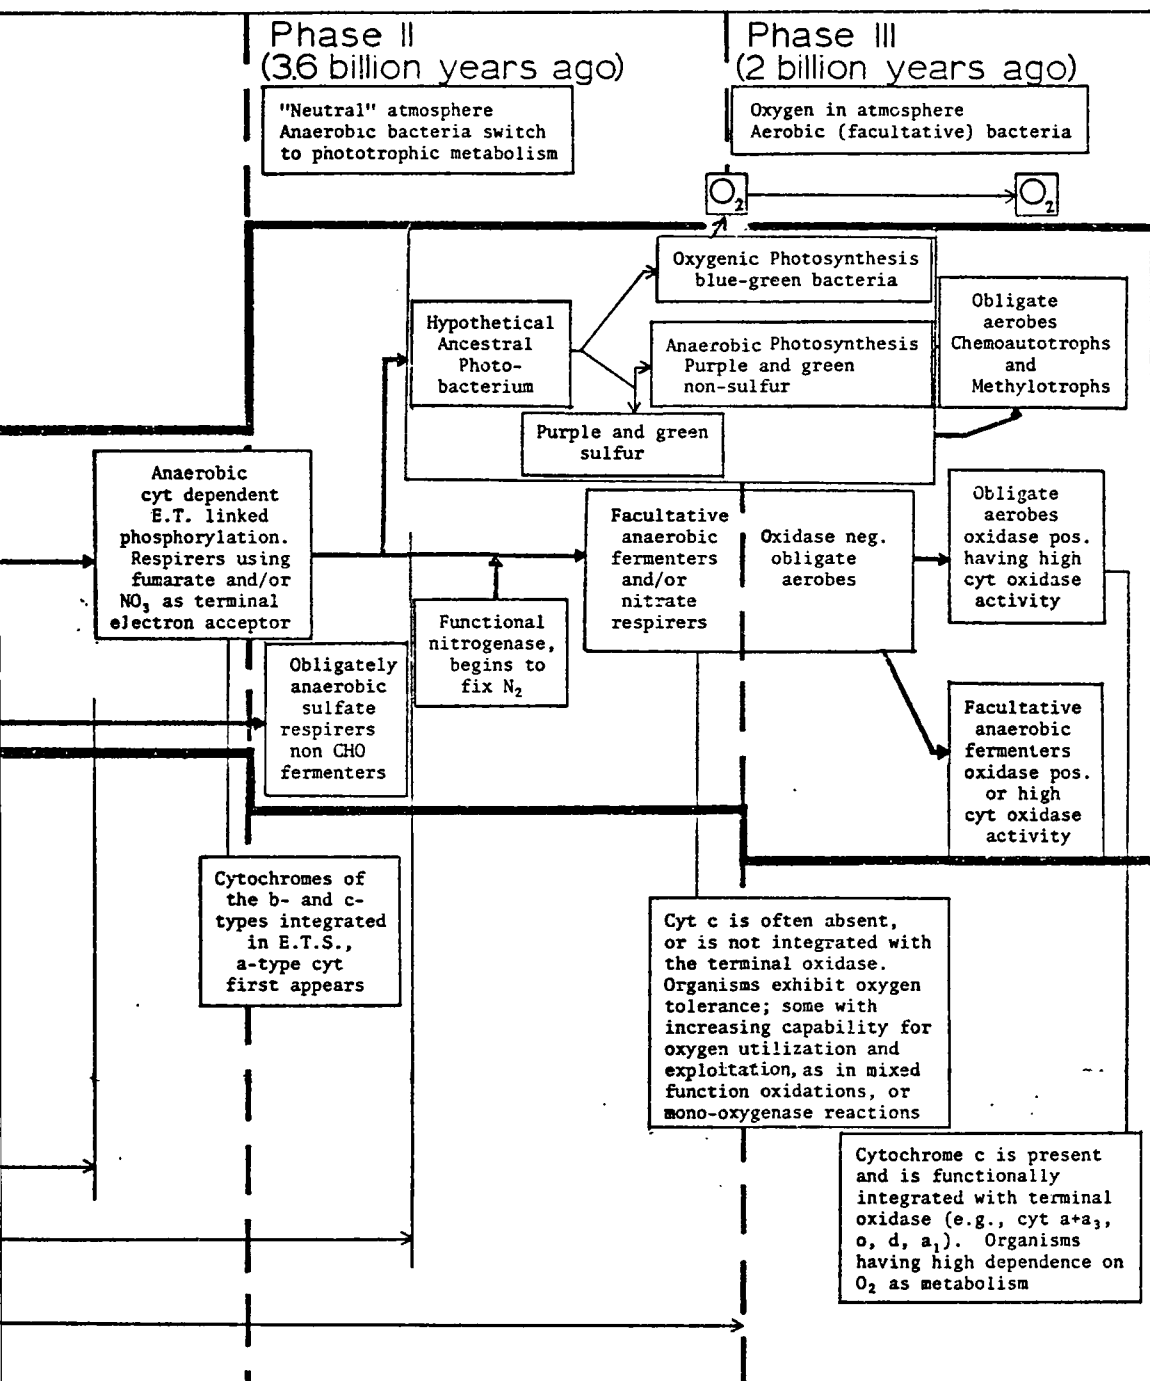 Phase II
(3.6 billion years ago)
"Neutral" atmosphere
Anaerobic bacteria switch
to phototrophic metabolism
Phase III
(2 billion years ago)
Oxygen in atmosphere
Aerobic (facultative) bacteria
O₂
O₂
Oxygenic Photosynthesis
blue-green bacteria
Hypothetical
Ancestral
Photo-
bacterium
Anaerobic Photosynthesis
Purple and green
non-sulfur
Purple and green
sulfur
Obligate
aerobes
Chemoautotrophs
and
Methylotrophs
Anaerobic
cyt dependent
E.T. linked
phosphorylation.
Respirers using
fumarate and/or
NO₃ as terminal
electron acceptor
Facultative
anaerobic
fermenters
and/or
nitrate
respirers
Oxidase neg.
obligate
aerobes
Obligate
aerobes
oxidase pos.
having high
cyt oxidase
activity
Functional
nitrogenase,
begins to
fix N₂
Obligately
anaerobic
sulfate
respirers
non CHO
fermenters
Facultative
anaerobic
fermenters
oxidase pos.
or high
cyt oxidase
activity
Cytochromes of
the b- and c-
types integrated
in E.T.S.,
a-type cyt
first appears
Cyt c is often absent,
or is not integrated with
the terminal oxidase.
Organisms exhibit oxygen
tolerance; some with
increasing capability for
oxygen utilization and
exploitation, as in mixed
function oxidations, or
mono-oxygenase reactions
Cytochrome c is present
and is functionally
integrated with terminal
oxidase (e.g., cyt a+a₃,
o, d, a₁). Organisms
having high dependence on
O₂ as metabolism